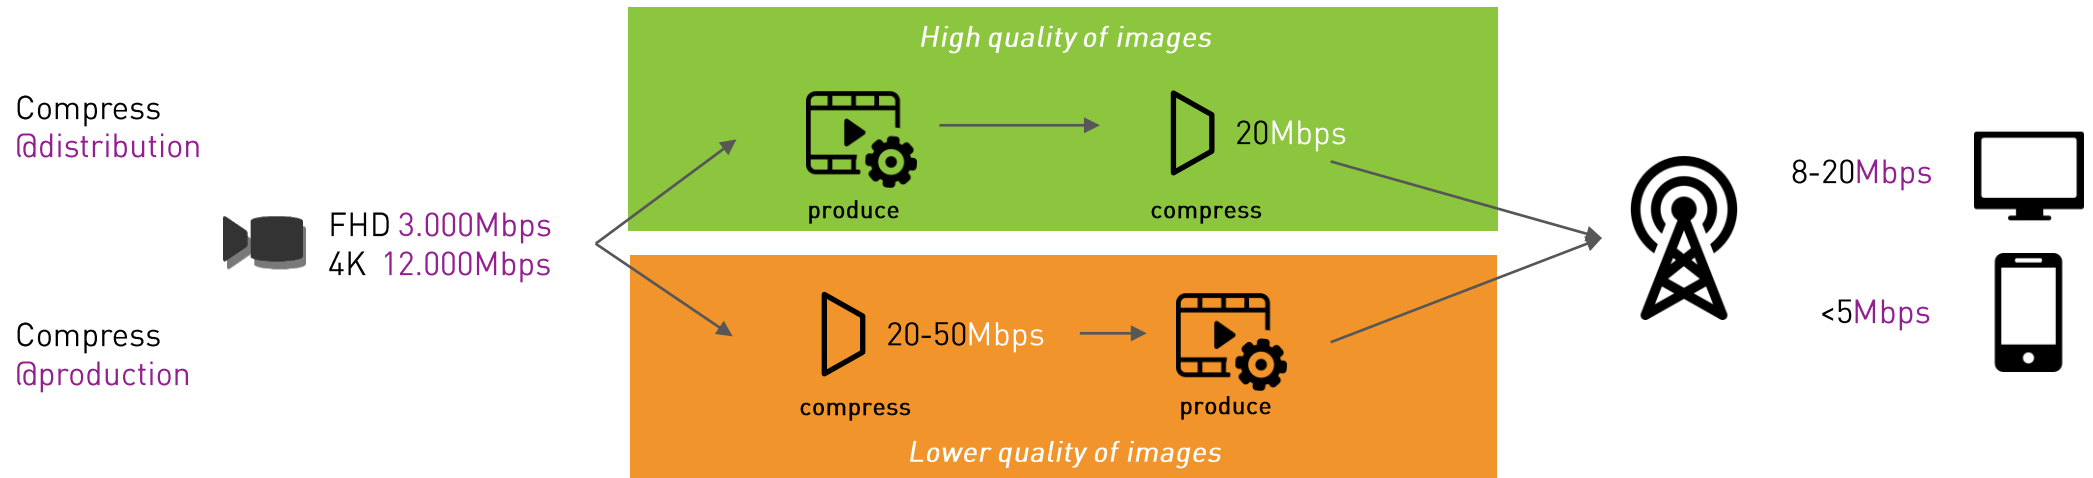 Compress
@distribution
FHD 3.000Mbps
4K 12.000Mbps
Compress
@production
High quality of images
produce
20Mbps
compress
compress
20-50Mbps
produce
Lower quality of images
8-20Mbps
<5Mbps